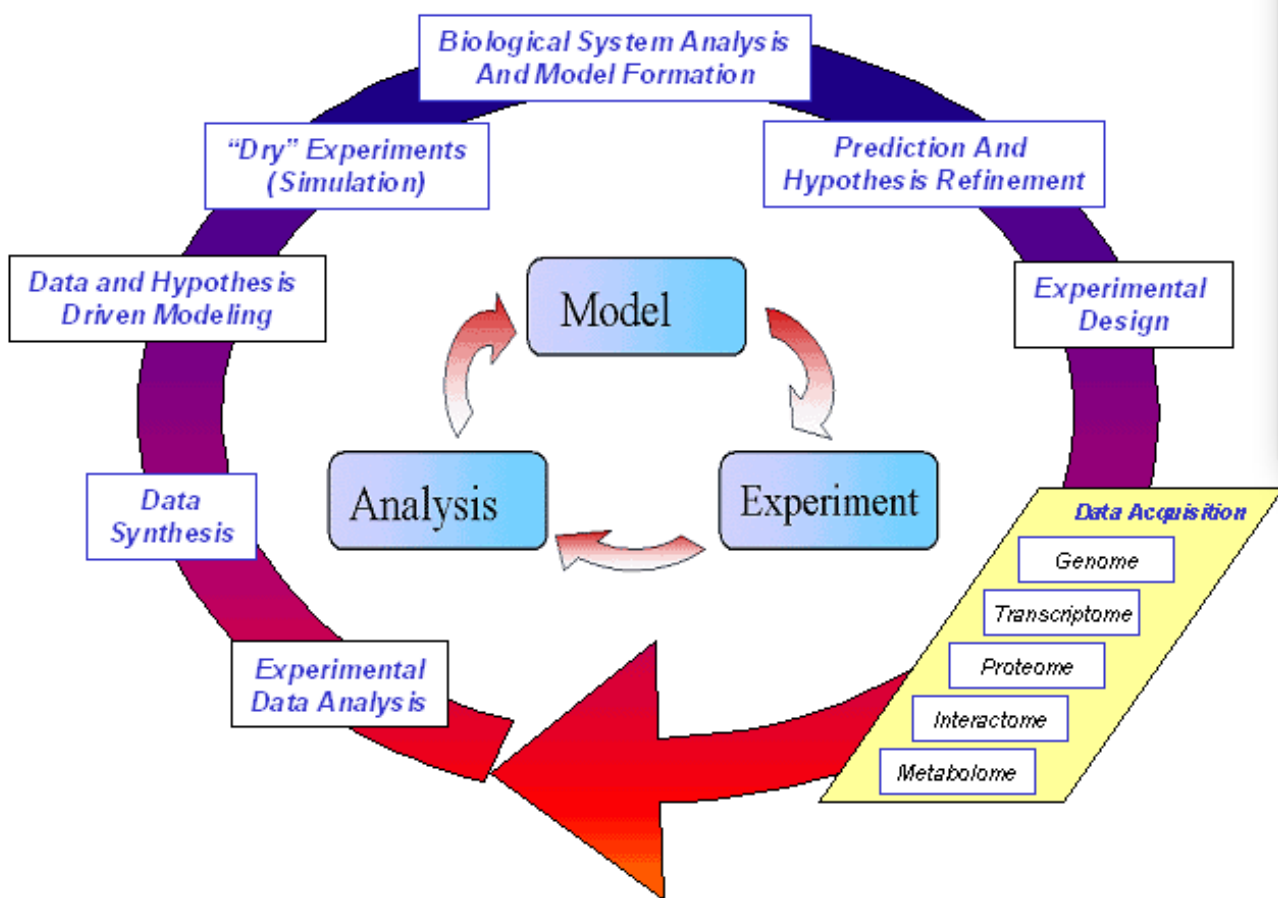 Biological System Analysis
And Model Formation
“Dry” Experiments
(Simulation)
Prediction And
Hypothesis Refinement
Data and Hypothesis
Driven Modeling
Experimental
Design
Model
Analysis
Experiment
Data
Synthesis
Data Acquisition
Genome
Transcriptome
Proteome
Interactome
Metabolome
Experimental
Data Analysis